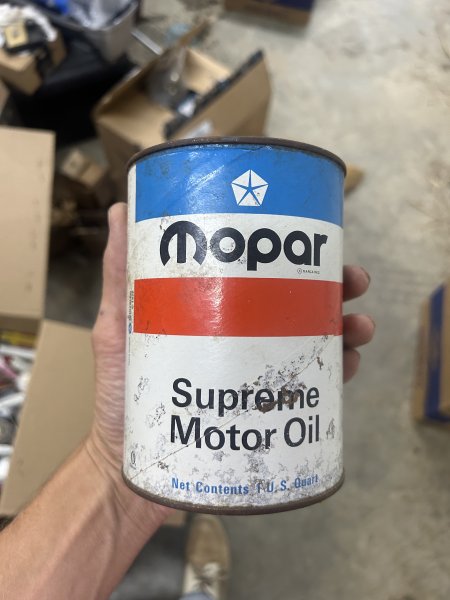 mopar
Supreme
Motor Oil
Net Contents 1 U.S. Quart